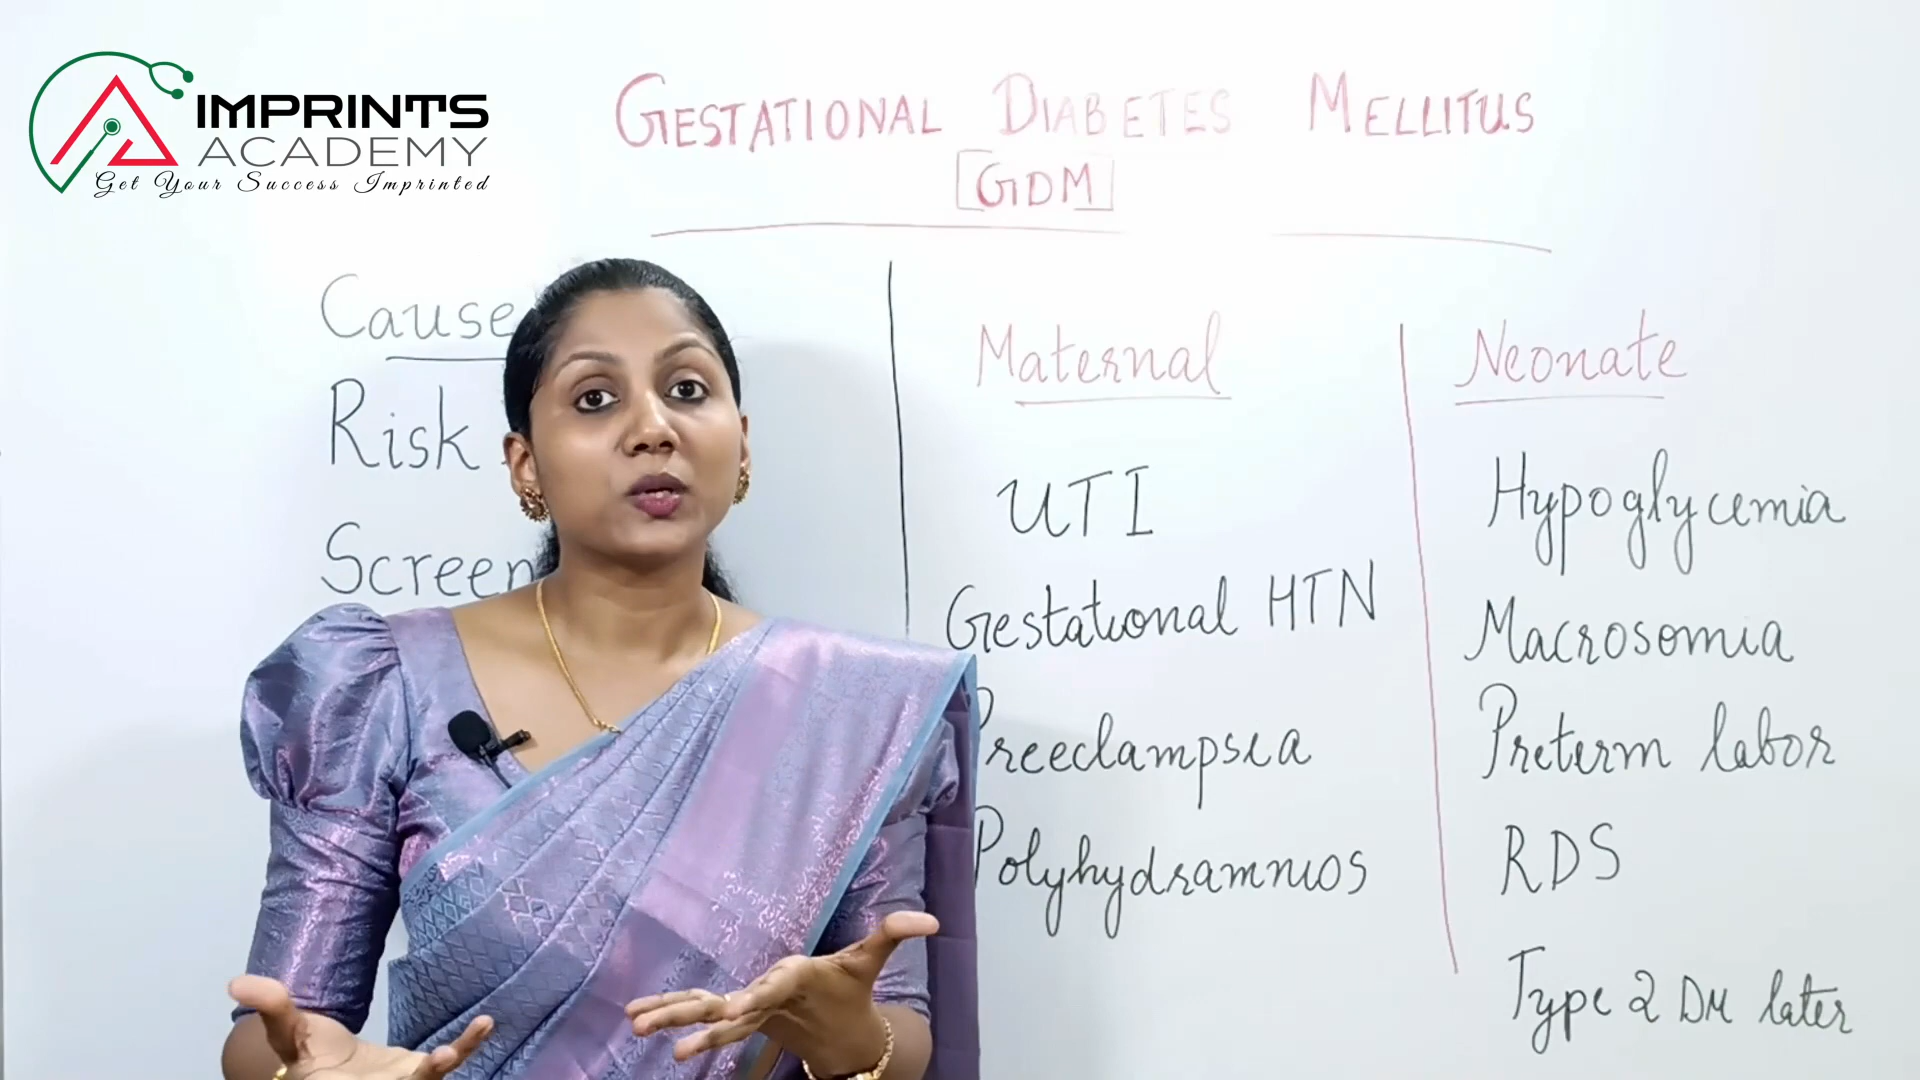 IMPRINTS
ACADEMY
Get Your Success Imprinted
GESTATIONAL DIABETES MELLITUS
GDM
Cause
Risk
Screen
Maternal
UTI
Gestational HTN
Preeclampsia
Polyhydramnios
Neonate
Hypoglycemia
Macrosomia
Preterm labor
RDS
Type 2 DM later